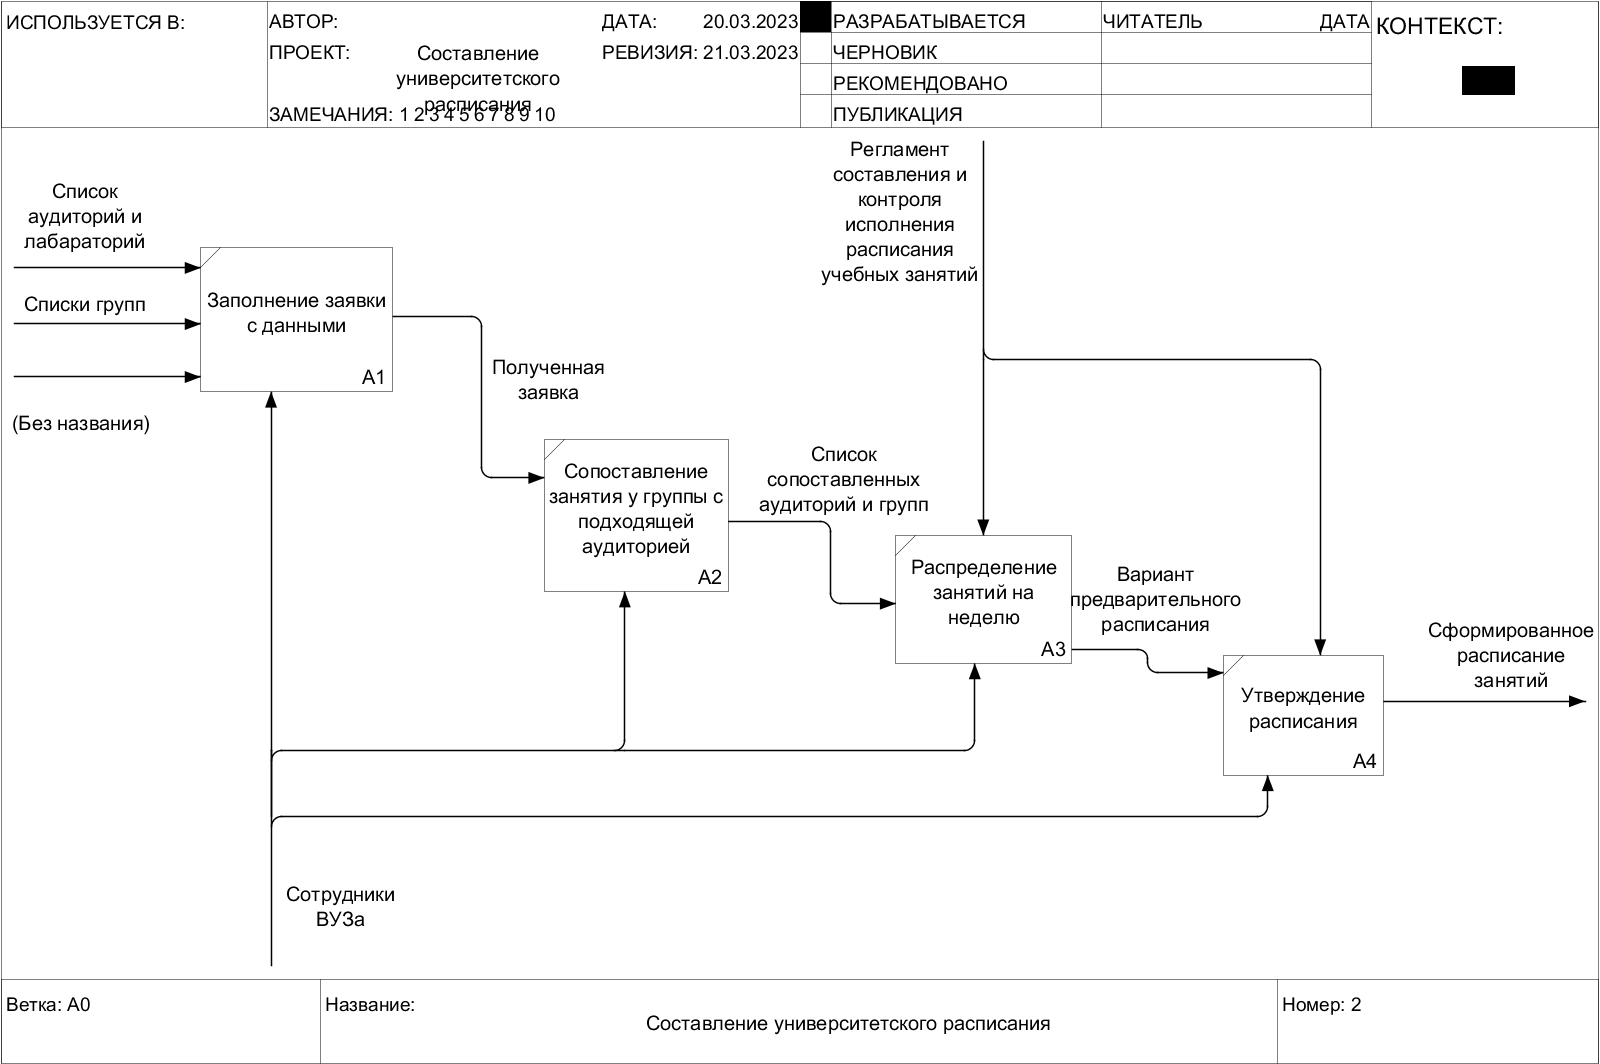 ИСПОЛЬЗУЕТСЯ В:
АВТОР:
ДАТА: 20.03.2023
ПРОЕКТ:
Составление
университетского
расписания
РЕВИЗИЯ: 21.03.2023
ЗАМЕЧАНИЯ: 1 2 3 4 5 6 7 8 9 10
РАЗРАБАТЫВАЕТСЯ
ЧЕРНОВИК
РЕКОМЕНДОВАНО
ПУБЛИКАЦИЯ
ЧИТАТЕЛЬ
ДАТА
КОНТЕКСТ:
Список
аудиторий и
лабараторий
Списки групп
(Без названия)
Заполнение заявки
с данными
A1
Полученная
заявка
Регламент
составления и
контроля
исполнения
расписания
учебных занятий
Сопоставление
занятия у группы с
подходящей
аудиторией
A2
Список
сопоставленных
аудиторий и групп
Распределение
занятий на
неделю
A3
Вариант
предварительного
расписания
Утверждение
расписания
A4
Сформированное
расписание
занятий
Сотрудники
ВУЗа
Ветка: A0
Название:
Составление университетского расписания
Номер: 2